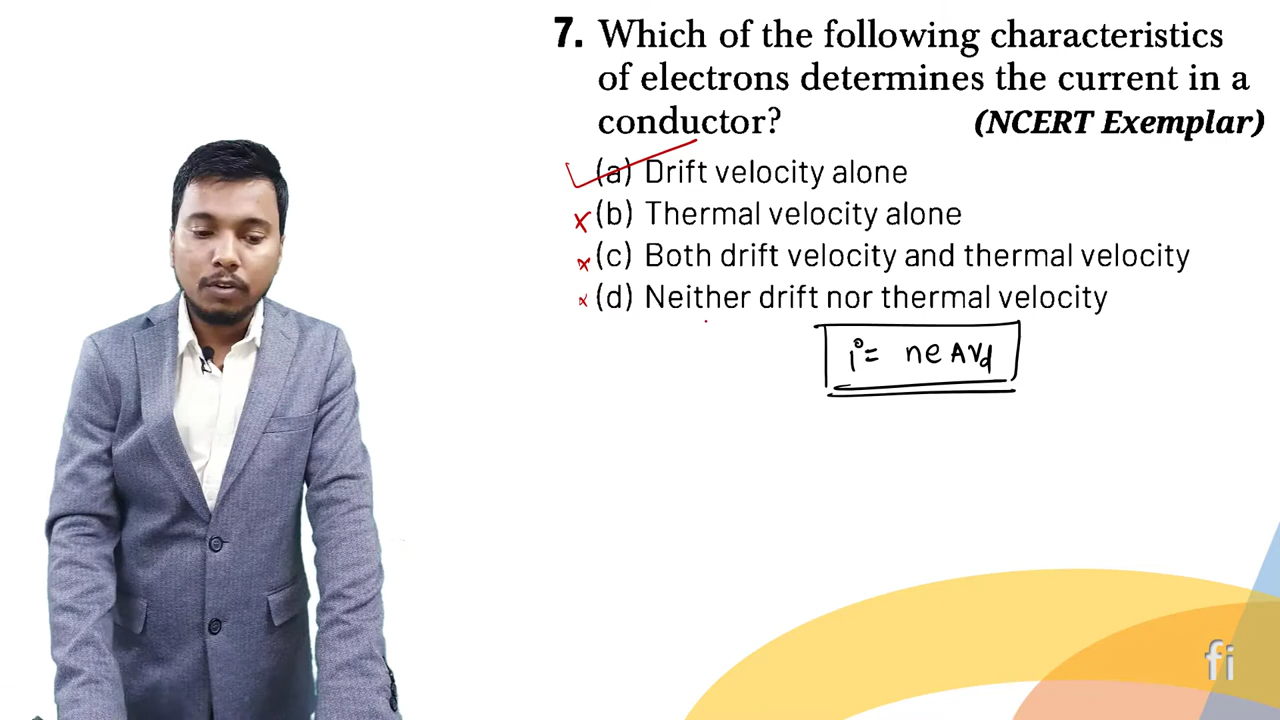 7. Which of the following characteristics
of electrons determines the current in a
conductor? (NCERT Exemplar)
(a) Drift velocity alone
(b) Thermal velocity alone
(c) Both drift velocity and thermal velocity
(d) Neither drift nor thermal velocity
i = neAvd
fi